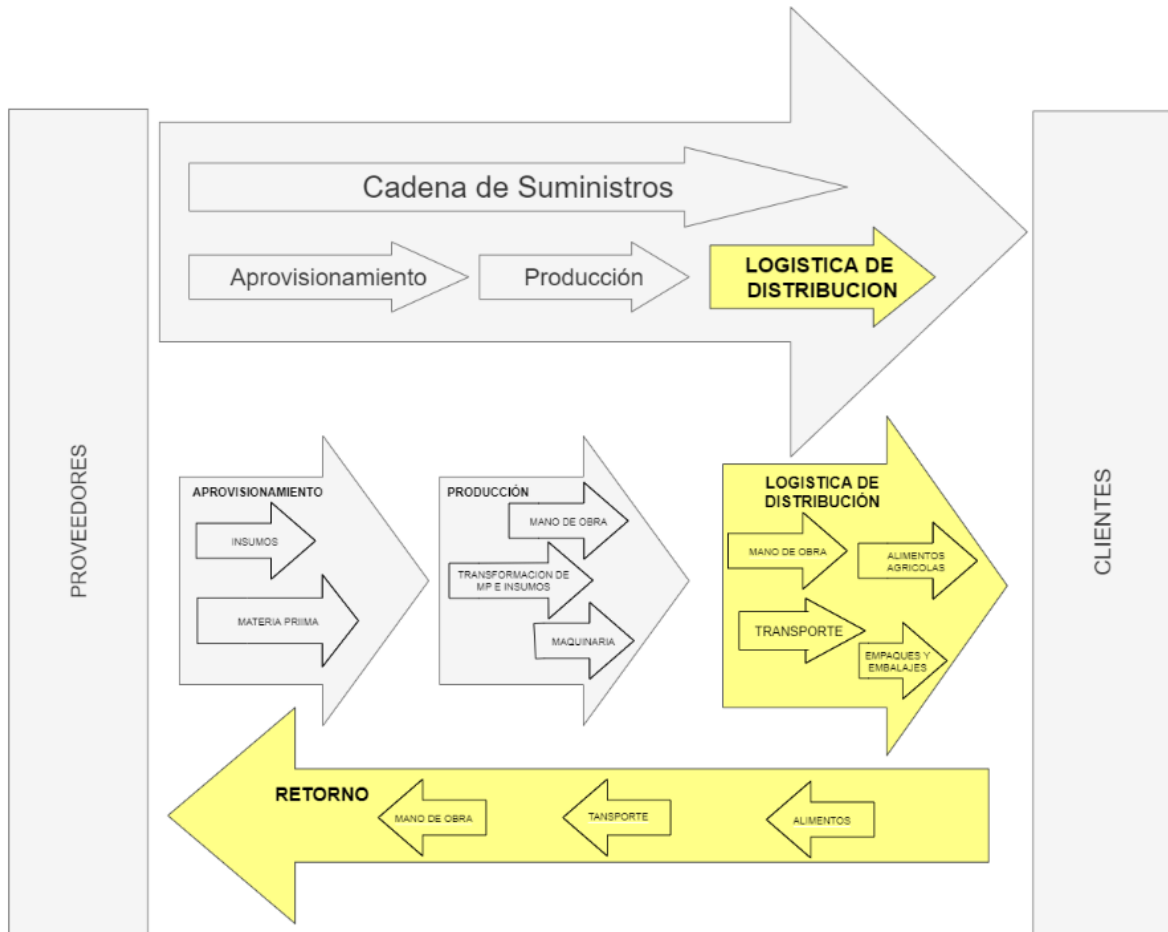 Cadena de Suministros
Aprovisionamiento
Producción
LOGISTICA DE
DISTRIBUCION
PROVEEDORES
CLIENTES
APROVISIONAMIENTO
INSUMOS
MATERIA PRIIMA
PRODUCCIÓN
MANO DE OBRA
TRANSFORMACION DE
MP E INSUMOS
MAQUINARIA
LOGISTICA DE
DISTRIBUCIÓN
MANO DE OBRA
ALIMENTOS
AGRICOLAS
TRANSPORTE
EMPAQUES Y
EMBALAJES
RETORNO
MANO DE OBRA
TANSPORTE
ALIMENTOS